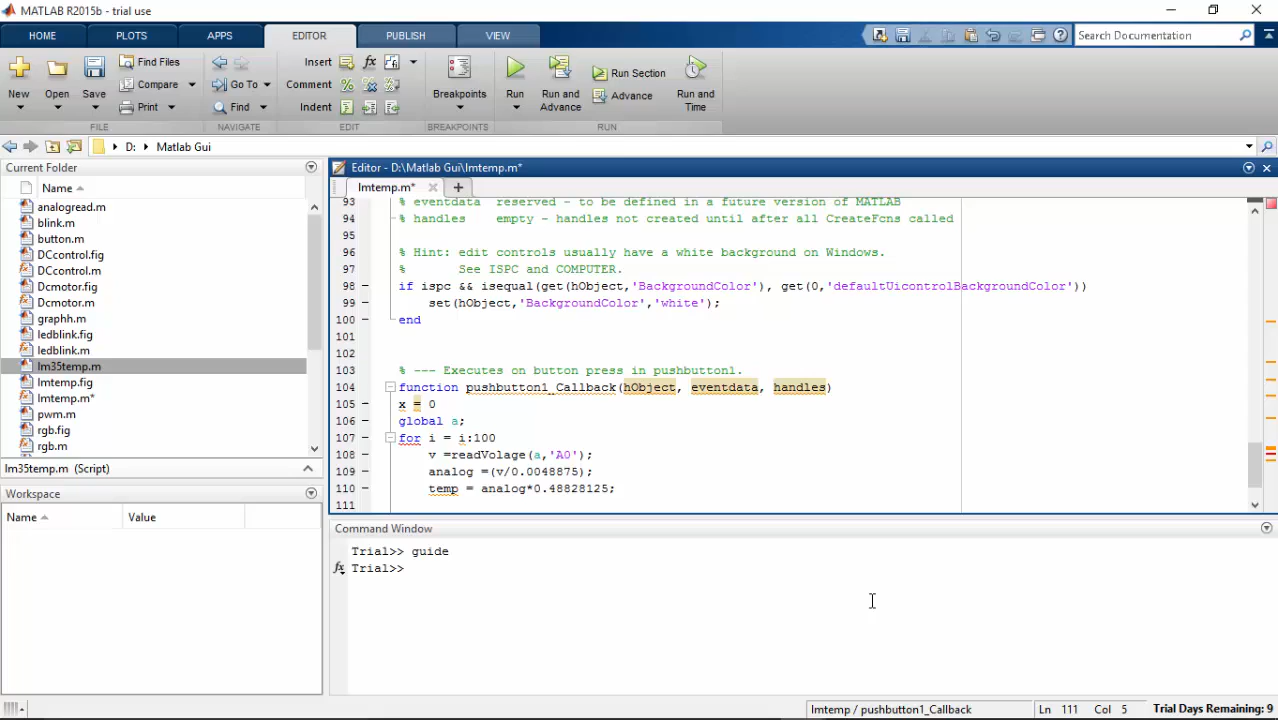 MATLAB R2015b - trial use
HOME PLOTS APPS EDITOR PUBLISH VIEW Search Documentation
New Open Save Find Files Compare Print
Go To Find
Insert fx Comment Indent
Breakpoints
Run Run and Advance Run Section Advance Run and Time
FILE NAVIGATE EDIT BREAKPOINTS RUN
D: Matlab Gui
Current Folder
Name
analogread.m
blink.m
button.m
DCcontrol.fig
DCcontrol.m
Dcmotor.fig
Dcmotor.m
graphh.m
ledblink.fig
ledblink.m
lm35temp.m
lmtemp.fig
lmtemp.m*
pwm.m
rgb.fig
rgb.m
lm35temp.m (Script)
Workspace
Name Value
Editor - D:\Matlab Gui\lmtemp.m*
lmtemp.m* +
93 % eventdata reserved - to be defined in a future version of MATLAB
94 % handles empty - handles not created until after all CreateFcns called
95
96 % Hint: edit controls usually have a white background on Windows.
97 % See ISPC and COMPUTER.
98 if ispc && isequal(get(hObject,'BackgroundColor'), get(0,'defaultUicontrolBackgroundColor'))
99 set(hObject,'BackgroundColor','white');
100 end
101
102
103 % --- Executes on button press in pushbutton1.
104 function pushbutton1_Callback(hObject, eventdata, handles)
105 x = 0
106 global a;
107 for i = i:100
108 v =readVolage(a,'A0');
109 analog =(v/0.0048875);
110 temp = analog*0.48828125;
111
Command Window
Trial>> guide
fx Trial>>
lmtemp / pushbutton1_Callback Ln 111 Col 5 Trial Days Remaining: 9